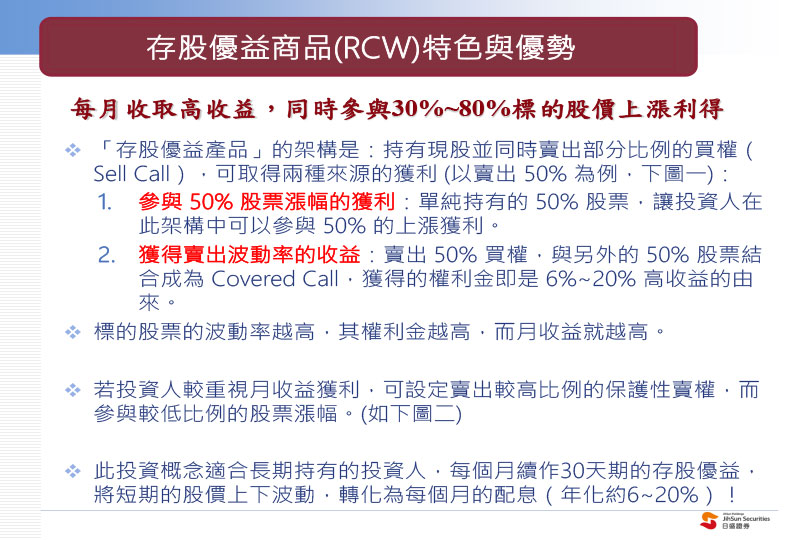 存股優益商品(RCW)特色與優勢
每月收取高收益，同時參與30%~80%標的股價上漲利得
❖ 「存股優益產品」的架構是：持有現股並同時賣出部分比例的買權（
Sell Call），可取得兩種來源的獲利 (以賣出 50% 為例，下圖一)：
1. 參與 50% 股票漲幅的獲利：單純持有的 50% 股票，讓投資人在
此架構中可以參與 50% 的上漲獲利。
2. 獲得賣出波動率的收益：賣出 50% 買權，與另外的 50% 股票結
合成為 Covered Call，獲得的權利金即是 6%~20% 高收益的由
來。
❖ 標的股票的波動率越高，其權利金越高，而月收益就越高。
❖ 若投資人較重視月收益獲利，可設定賣出較高比例的保護性賣權，而
參與較低比例的股票漲幅。(如下圖二)
❖ 此投資概念適合長期持有的投資人，每個月續作30天期的存股優益，
將短期的股價上下波動，轉化為每個月的配息（年化約6~20%）！
JihSun Securities
日盛證券